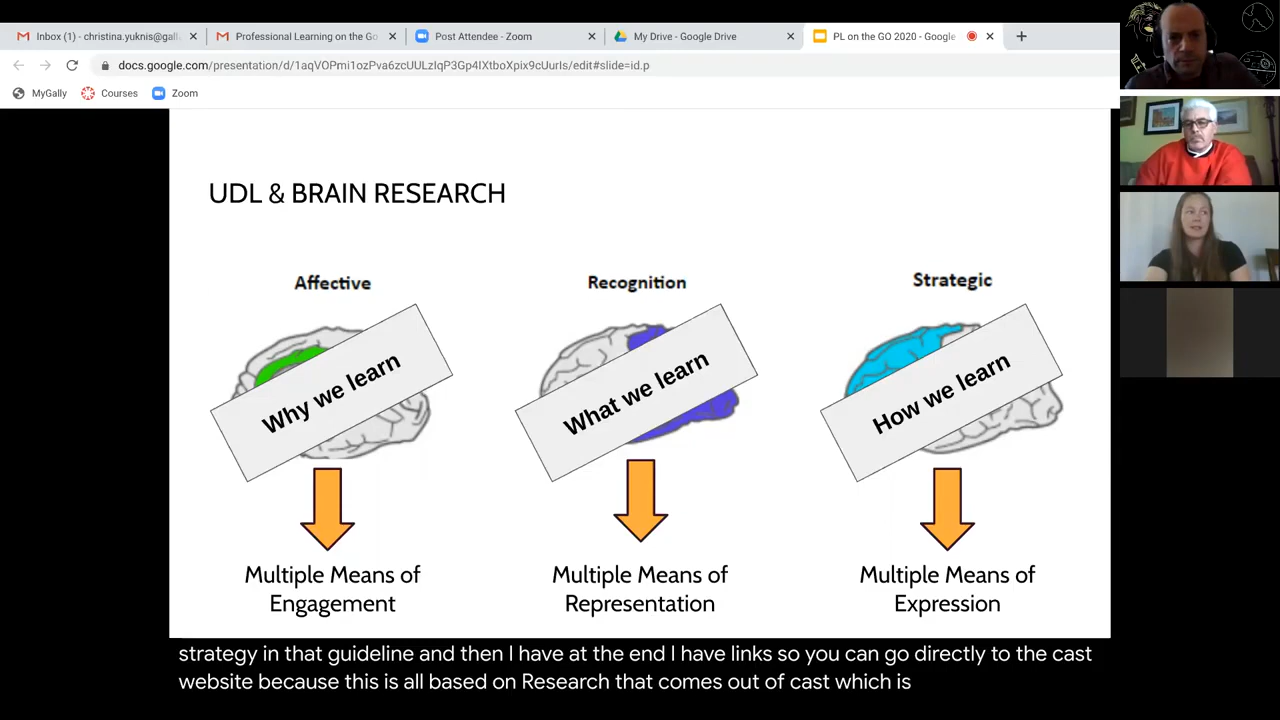 Inbox (1) - christina.yuknis@gall
Professional Learning on the Go
Post Attendee - Zoom
My Drive - Google Drive
PL on the GO 2020 - Google
docs.google.com/presentation/d/1aqVOPmi1ozPva6zcUULzIqP3Gp4IXtboXpix9cUurIs/edit#slide=id.p
MyGally
Courses
Zoom
UDL & BRAIN RESEARCH
Affective
Recognition
Strategic
Why we learn
What we learn
How we learn
Multiple Means of
Engagement
Multiple Means of
Representation
Multiple Means of
Expression
strategy in that guideline and then I have at the end I have links so you can go directly to the cast
website because this is all based on Research that comes out of cast which is